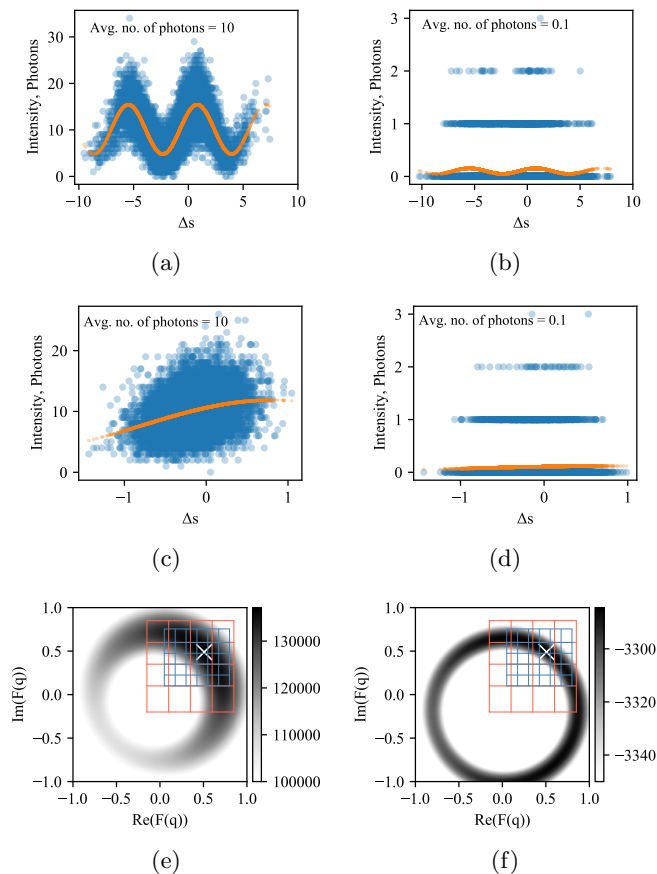 Avg. no. of photons = 10
Intensity, Photons
30
20
10
0
−10
−5
0
5
10
Δs
(a)
Avg. no. of photons = 0.1
Intensity, Photons
3
2
1
0
−10
−5
0
5
10
Δs
(b)
Avg. no. of photons = 10
Intensity, Photons
20
10
0
−1
0
1
Δs
(c)
Avg. no. of photons = 0.1
Intensity, Photons
3
2
1
0
−1
0
1
Δs
(d)
Im(F(q))
1.0
0.5
0.0
−0.5
−1.0
−1.0
0.0
0.5
1.0
Re(F(q))
130000
120000
110000
100000
(e)
Im(F(q))
1.0
0.5
0.0
−0.5
−1.0
−1.0
0.0
0.5
1.0
Re(F(q))
−3300
−3320
−3340
(f)